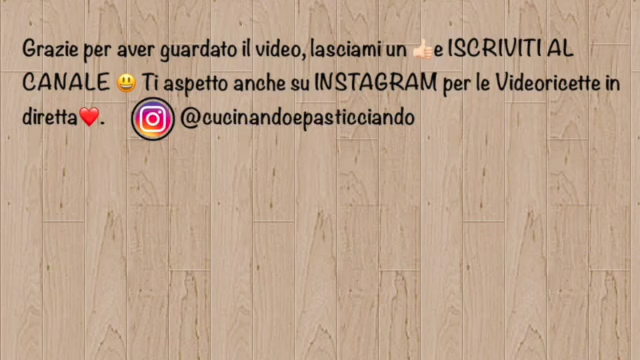 Grazie per aver guardato il video, lasciami un 👍🏻e ISCRIVITI AL
CANALE 😃 Ti aspetto anche su INSTAGRAM per le Videoricette in
diretta❤️. @cucinandoepasticciando